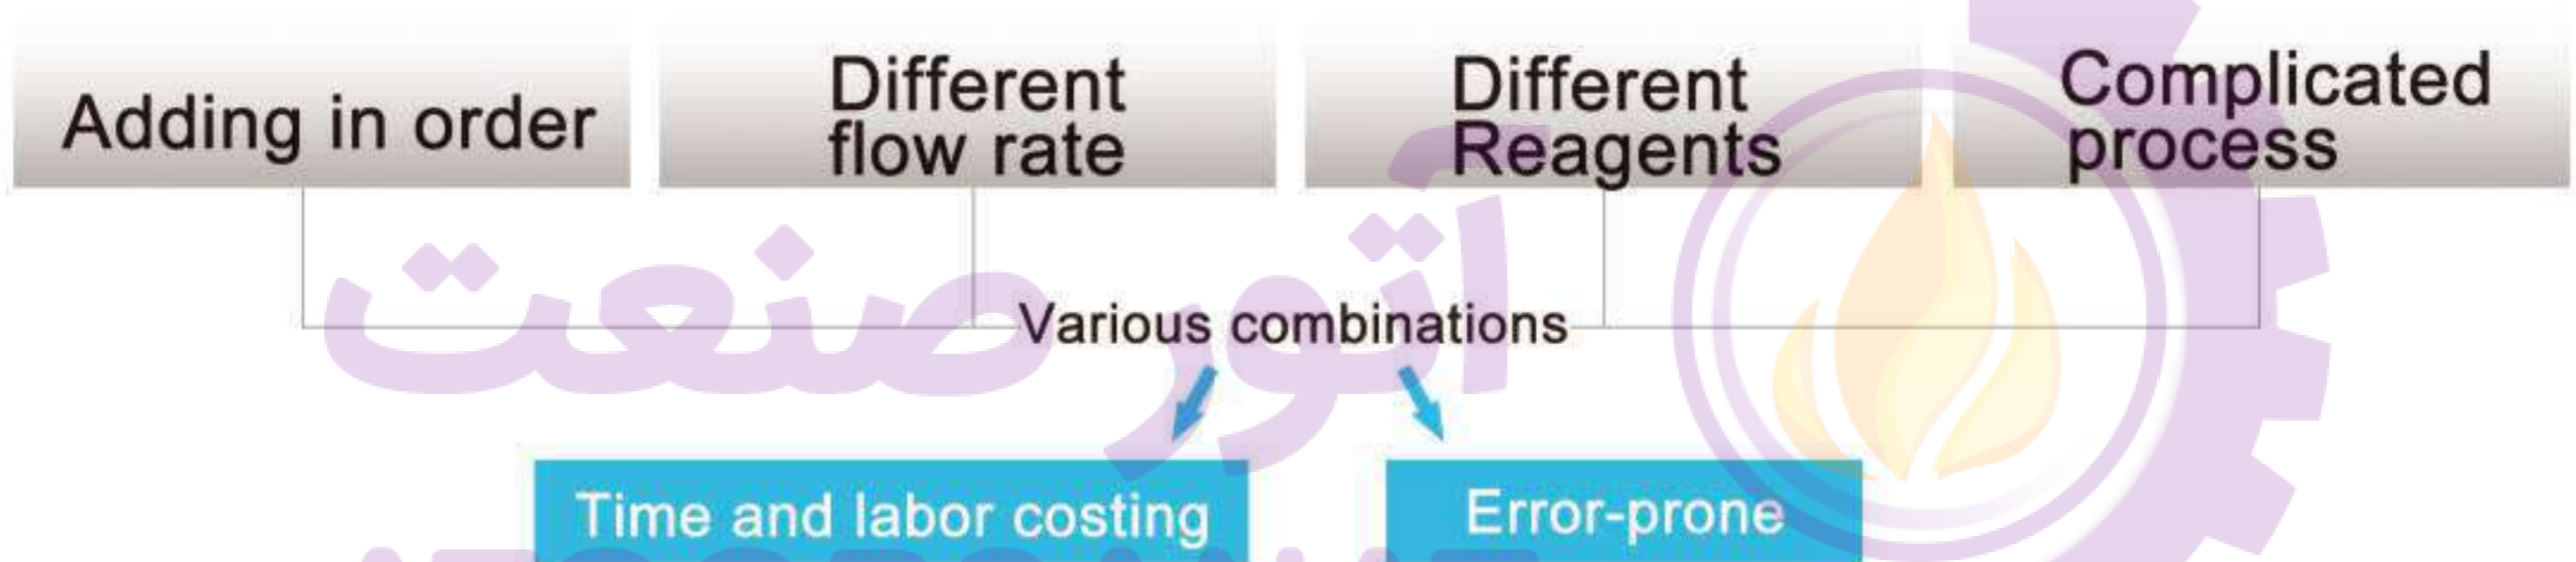 Adding in order
Different
flow rate
Different
Reagents
Complicated
process
Various combinations
آتور صنعت
Time and labor costing
Error-prone